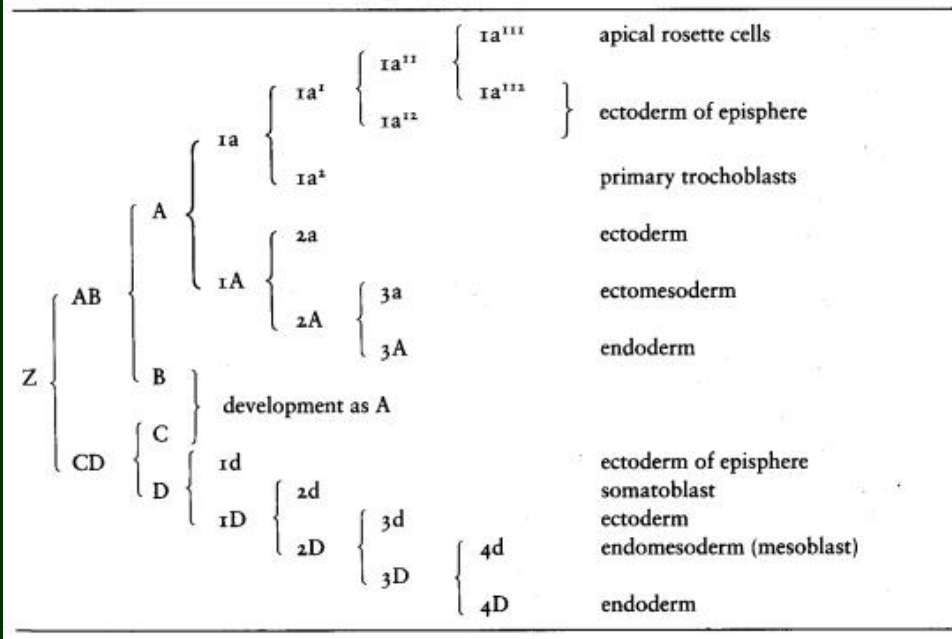 1a¹¹¹ apical rosette cells
1a¹¹
1a¹ 1a¹¹²
1a¹² ectoderm of episphere
1a
1a² primary trochoblasts
A
2a ectoderm
1A
AB 3a ectomesoderm
2A
3A endoderm
Z B
development as A
C
CD 1d ectoderm of episphere
D 2d somatoblast
1D 3d ectoderm
2D 4d endomesoderm (mesoblast)
3D
4D endoderm